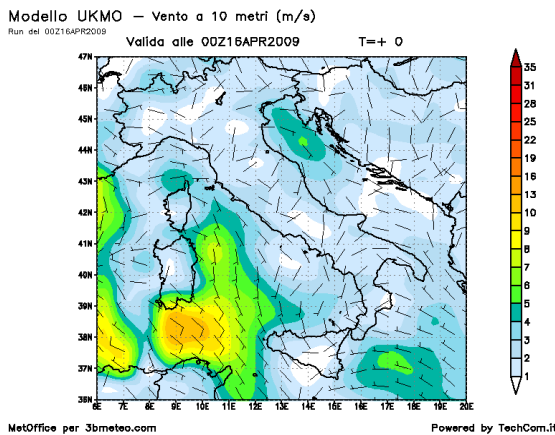 Modello UKMO – Vento a 10 metri (m/s)
Run del 00Z16APR2009
Valida alle 00Z16APR2009 T=+ 0
47N
46N
45N
44N
43N
42N
41N
40N
39N
38N
36N
6E 7E 8E 9E 10E 11E 12E 13E 14E 15E 16E 17E 18E 19E 20E
35
31
28
25
22
19
16
13
10
9
8
7
6
5
4
3
2
1
MetOffice per 3bmeteo.com Powered by TechCom.it